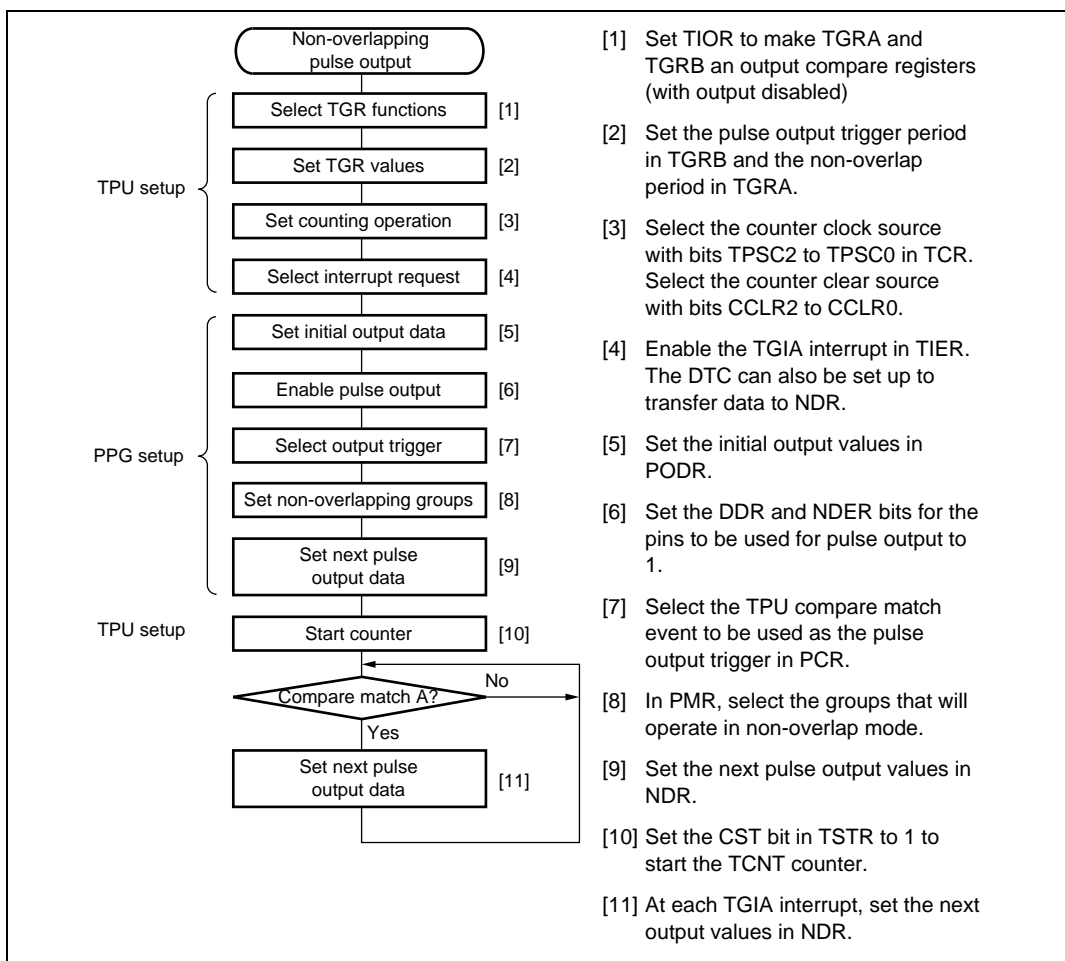 Non-overlapping
pulse output
TPU setup
Select TGR functions [1]
Set TGR values [2]
Set counting operation [3]
Select interrupt request [4]
PPG setup
Set initial output data [5]
Enable pulse output [6]
Select output trigger [7]
Set non-overlapping groups [8]
Set next pulse
output data [9]
TPU setup
Start counter [10]
Compare match A?
No
Yes
Set next pulse
output data [11]
[1] Set TIOR to make TGRA and
TGRB an output compare registers
(with output disabled)
[2] Set the pulse output trigger period
in TGRB and the non-overlap
period in TGRA.
[3] Select the counter clock source
with bits TPSC2 to TPSC0 in TCR.
Select the counter clear source
with bits CCLR2 to CCLR0.
[4] Enable the TGIA interrupt in TIER.
The DTC can also be set up to
transfer data to NDR.
[5] Set the initial output values in
PODR.
[6] Set the DDR and NDER bits for the
pins to be used for pulse output to
1.
[7] Select the TPU compare match
event to be used as the pulse
output trigger in PCR.
[8] In PMR, select the groups that will
operate in non-overlap mode.
[9] Set the next pulse output values in
NDR.
[10] Set the CST bit in TSTR to 1 to
start the TCNT counter.
[11] At each TGIA interrupt, set the next
output values in NDR.